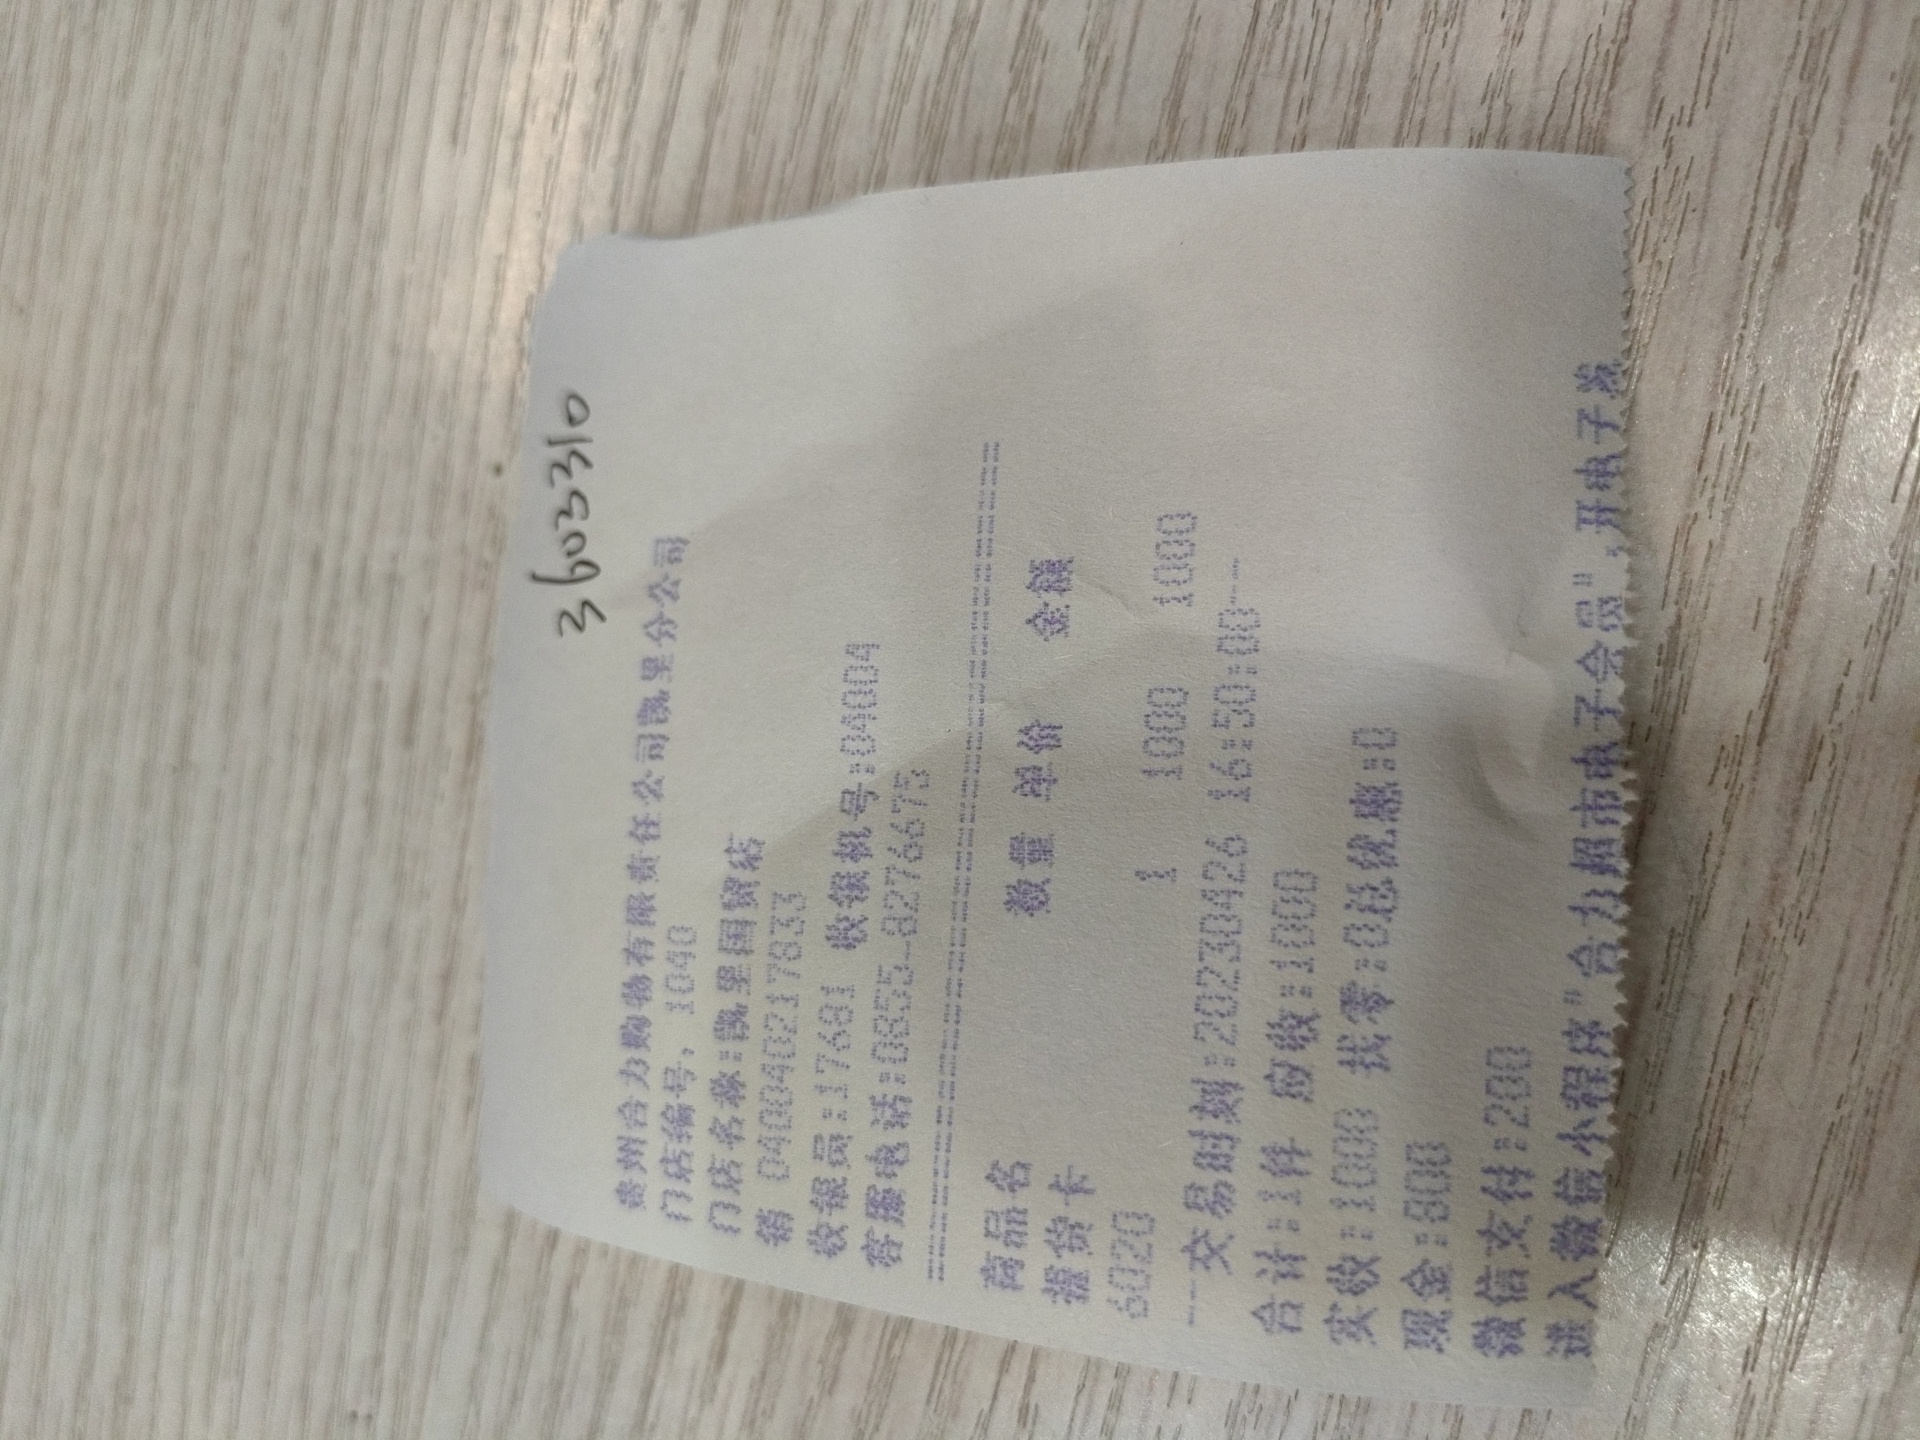 3603310
贵州合力购物有限责任公司凯里分公司
门店编号: 1040
门店名称:凯里国贸店
销 0400402178​33
收银员:17681 收银机号:04004
客服电话:0855-8276675
========================================
商品名 数量 单价 金额
提货卡
6020 1 1000 1000
---交易时刻:20230426 16:50:00---
合计:1件 应收:1000
实收:1000 找零:0总优惠:0
现金:800
微信支付:200
进入微信小程序"合力超市电子会员",开电子发